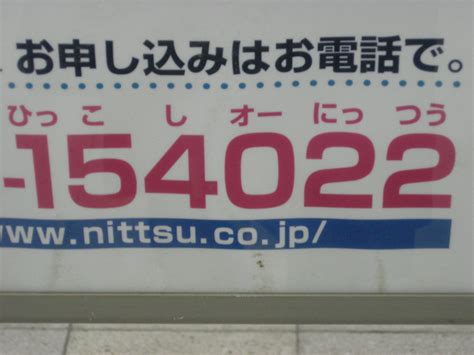 お申し込みはお電話で。
ひっ こ し オー にっ つう
-154022
www.nittsu.co.jp/